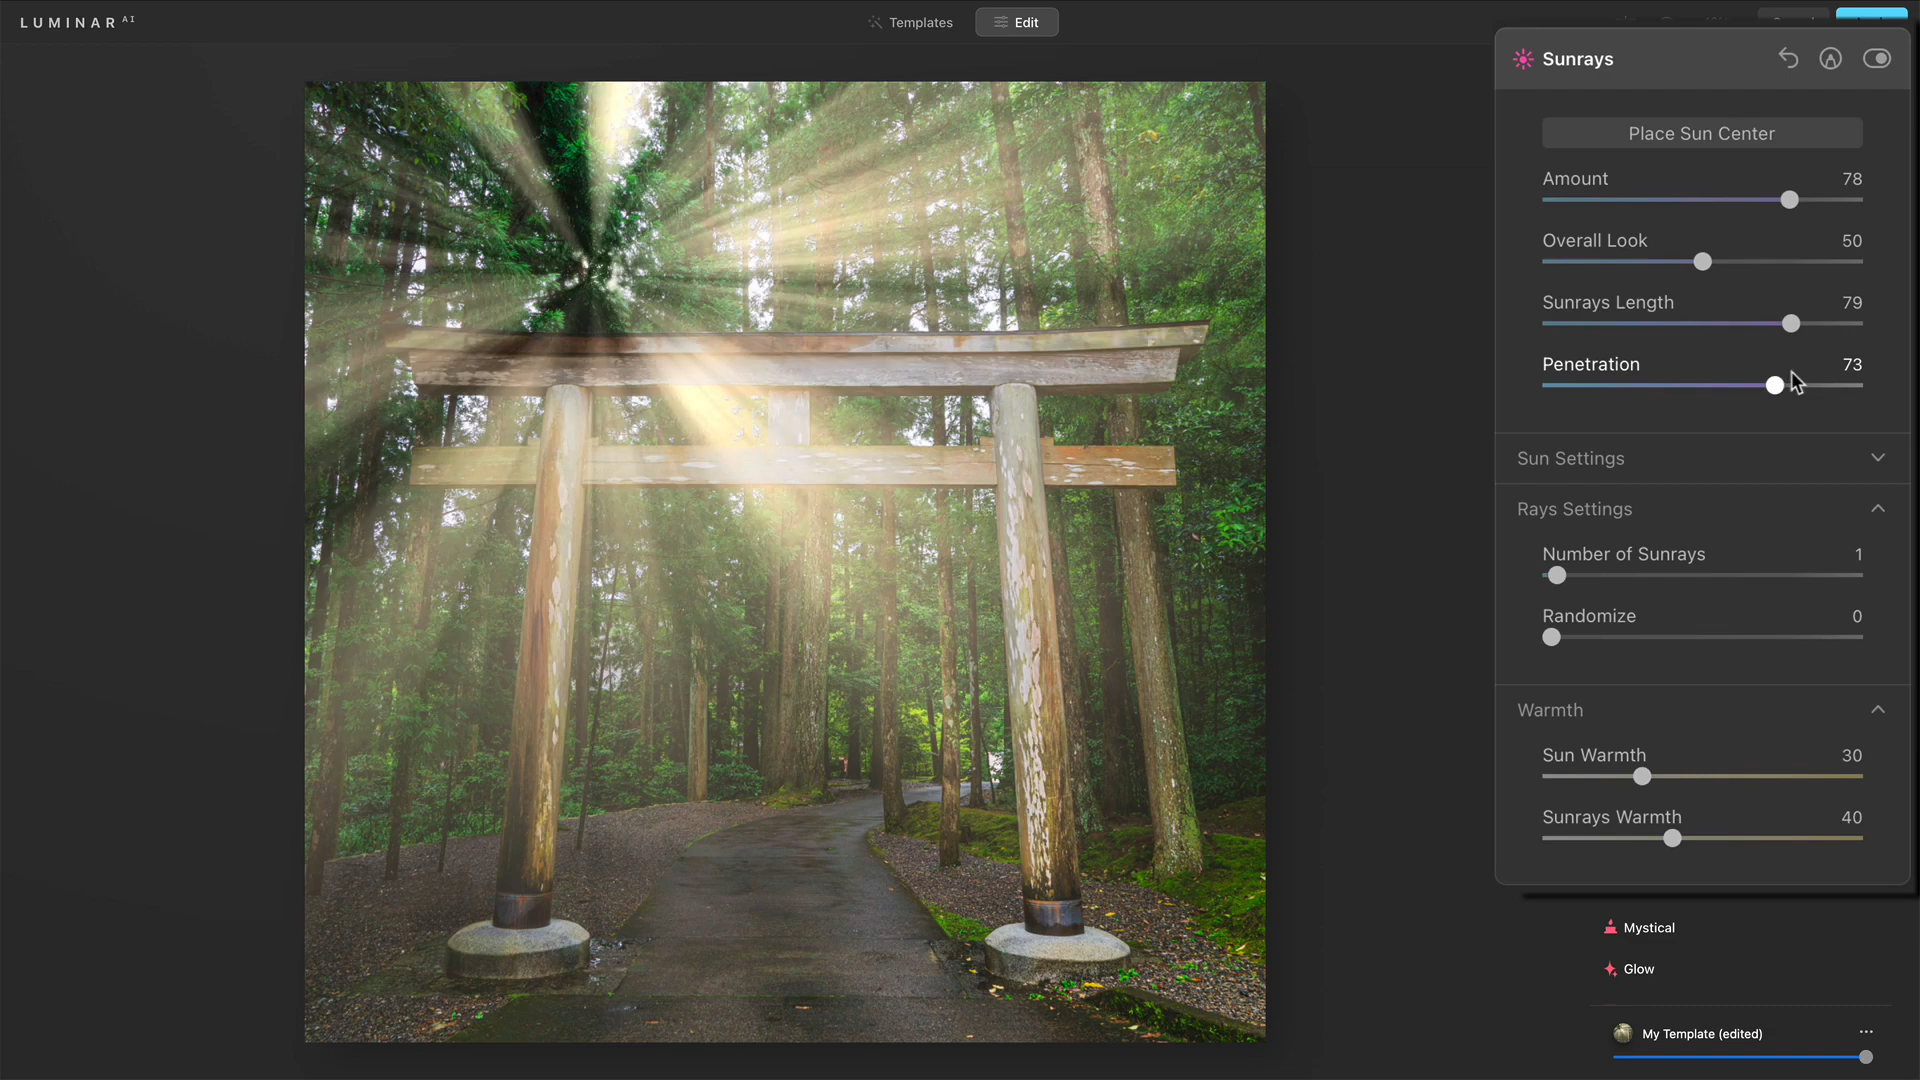 LUMINAR AI
Templates
Edit
Sunrays
Place Sun Center
Amount 78
Overall Look 50
Sunrays Length 79
Penetration 73
Sun Settings
Rays Settings
Number of Sunrays 1
Randomize 0
Warmth
Sun Warmth 30
Sunrays Warmth 40
Mystical
Glow
My Template (edited)